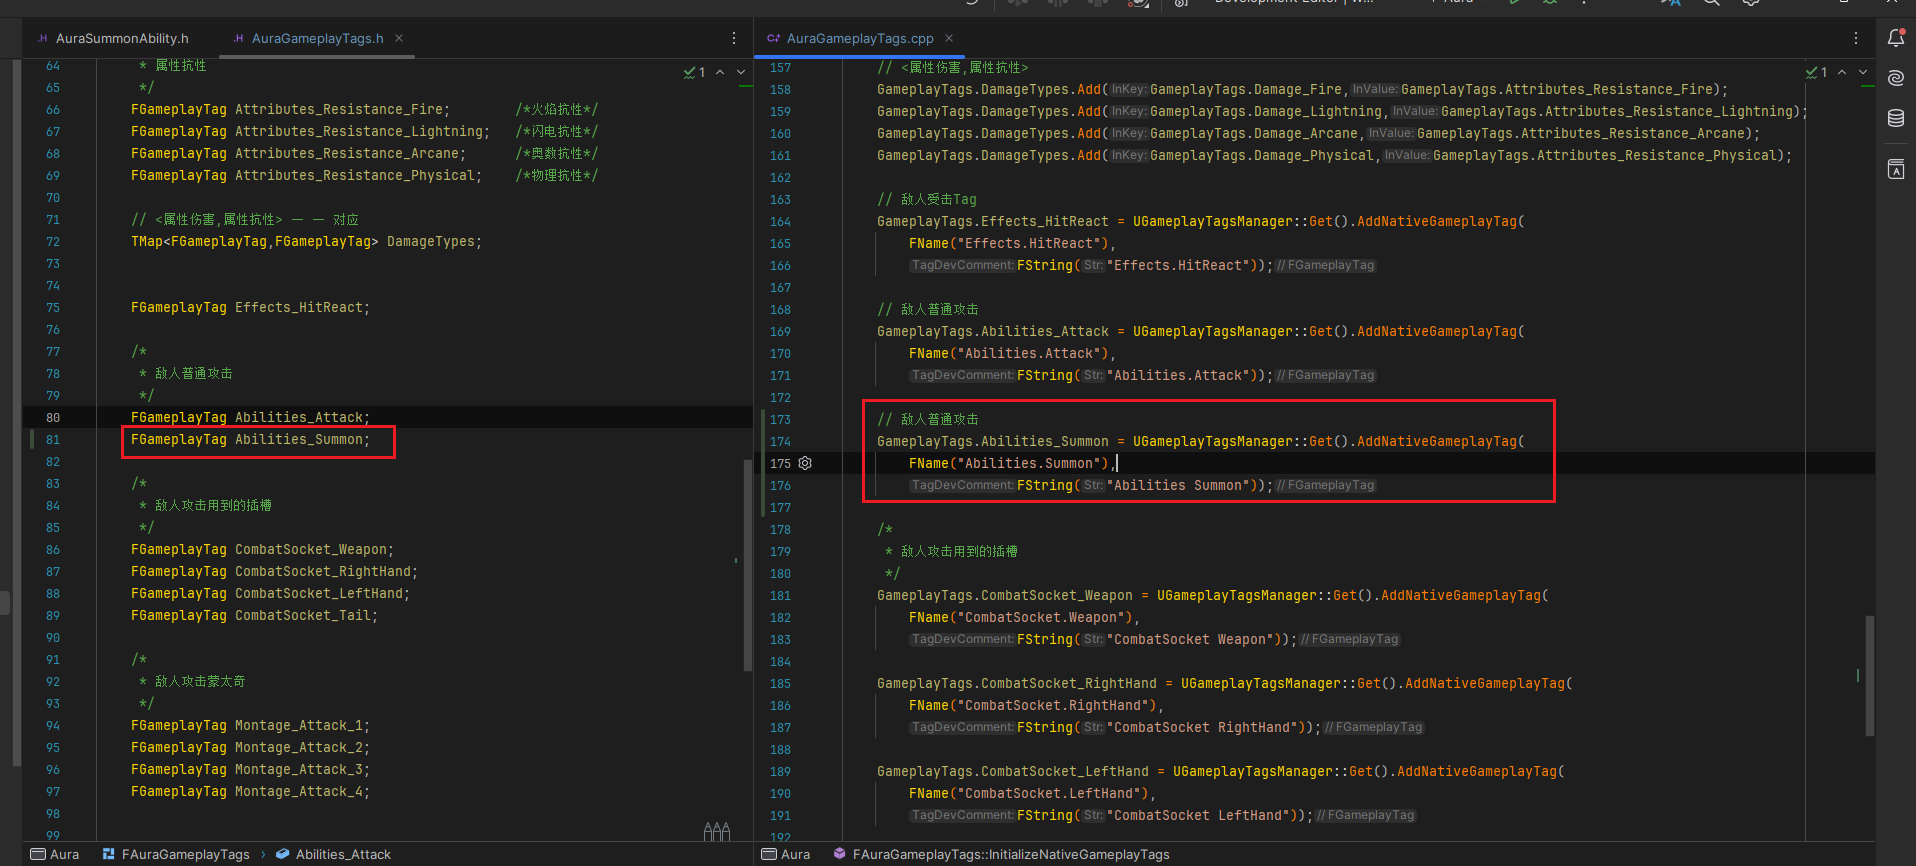 Development Editor | W...
Aura
AuraSummonAbility.h
AuraGameplayTags.h
64 * 属性抗性
65 */
66 FGameplayTag Attributes_Resistance_Fire; /*火焰抗性*/
67 FGameplayTag Attributes_Resistance_Lightning; /*闪电抗性*/
68 FGameplayTag Attributes_Resistance_Arcane; /*奥数抗性*/
69 FGameplayTag Attributes_Resistance_Physical; /*物理抗性*/
70
71 // <属性伤害,属性抗性> 一 一 对应
72 TMap<FGameplayTag,FGameplayTag> DamageTypes;
73
74
75 FGameplayTag Effects_HitReact;
76
77 /*
78 * 敌人普通攻击
79 */
80 FGameplayTag Abilities_Attack;
81 FGameplayTag Abilities_Summon;
82
83 /*
84 * 敌人攻击用到的插槽
85 */
86 FGameplayTag CombatSocket_Weapon;
87 FGameplayTag CombatSocket_RightHand;
88 FGameplayTag CombatSocket_LeftHand;
89 FGameplayTag CombatSocket_Tail;
90
91 /*
92 * 敌人攻击蒙太奇
93 */
94 FGameplayTag Montage_Attack_1;
95 FGameplayTag Montage_Attack_2;
96 FGameplayTag Montage_Attack_3;
97 FGameplayTag Montage_Attack_4;
98
99
1
Aura FAuraGameplayTags › Abilities_Attack
AuraGameplayTags.cpp
1
157 // <属性伤害,属性抗性>
158 GameplayTags.DamageTypes.Add(InKey:GameplayTags.Damage_Fire,InValue:GameplayTags.Attributes_Resistance_Fire);
159 GameplayTags.DamageTypes.Add(InKey:GameplayTags.Damage_Lightning,InValue:GameplayTags.Attributes_Resistance_Lightning);
160 GameplayTags.DamageTypes.Add(InKey:GameplayTags.Damage_Arcane,InValue:GameplayTags.Attributes_Resistance_Arcane);
161 GameplayTags.DamageTypes.Add(InKey:GameplayTags.Damage_Physical,InValue:GameplayTags.Attributes_Resistance_Physical);
162
163 // 敌人受击Tag
164 GameplayTags.Effects_HitReact = UGameplayTagsManager::Get().AddNativeGameplayTag(
165 FName("Effects.HitReact"),
166 TagDevComment:FString(Str:"Effects.HitReact")); // FGameplayTag
167
168 // 敌人普通攻击
169 GameplayTags.Abilities_Attack = UGameplayTagsManager::Get().AddNativeGameplayTag(
170 FName("Abilities.Attack"),
171 TagDevComment:FString(Str:"Abilities.Attack")); // FGameplayTag
172
173 // 敌人普通攻击
174 GameplayTags.Abilities_Summon = UGameplayTagsManager::Get().AddNativeGameplayTag(
175 FName("Abilities.Summon"),
176 TagDevComment:FString(Str:"Abilities Summon")); // FGameplayTag
177
178 /*
179 * 敌人攻击用到的插槽
180 */
181 GameplayTags.CombatSocket_Weapon = UGameplayTagsManager::Get().AddNativeGameplayTag(
182 FName("CombatSocket.Weapon"),
183 TagDevComment:FString(Str:"CombatSocket Weapon")); // FGameplayTag
184
185 GameplayTags.CombatSocket_RightHand = UGameplayTagsManager::Get().AddNativeGameplayTag(
186 FName("CombatSocket.RightHand"),
187 TagDevComment:FString(Str:"CombatSocket RightHand")); // FGameplayTag
188
189 GameplayTags.CombatSocket_LeftHand = UGameplayTagsManager::Get().AddNativeGameplayTag(
190 FName("CombatSocket.LeftHand"),
191 TagDevComment:FString(Str:"CombatSocket LeftHand")); // FGameplayTag
192
Aura FAuraGameplayTags::InitializeNativeGameplayTags